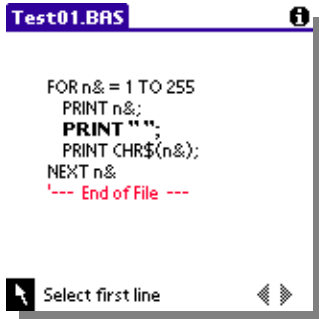 Test01.BAS
FOR n& = 1 TO 255
PRINT n&;
PRINT " ";
PRINT CHR$(n&);
NEXT n&
'--- End of File ---
Select first line